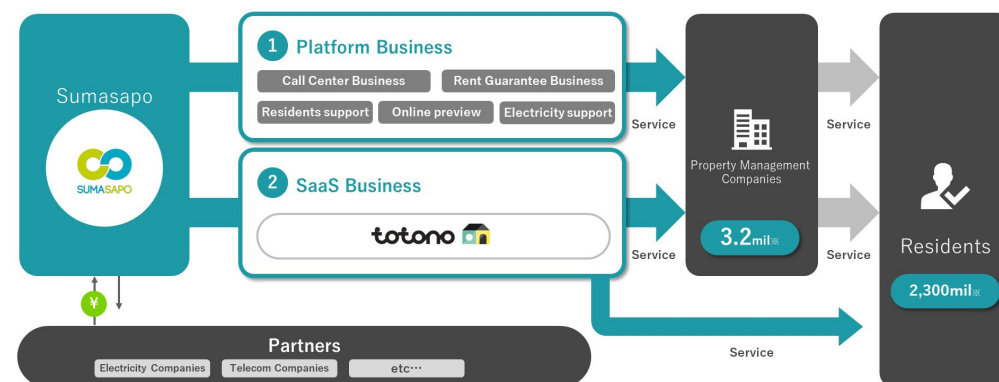 Sumasapo
SUMASAPO
1 Platform Business
Call Center Business
Rent Guarantee Business
Residents support
Online preview
Electricity support
2 SaaS Business
totono
Service
Service
Property Management
Companies
3.2mil※
Service
Service
Residents
2,300mil※
¥
Partners
Electricity Companies
Telecom Companies
etc…
Service